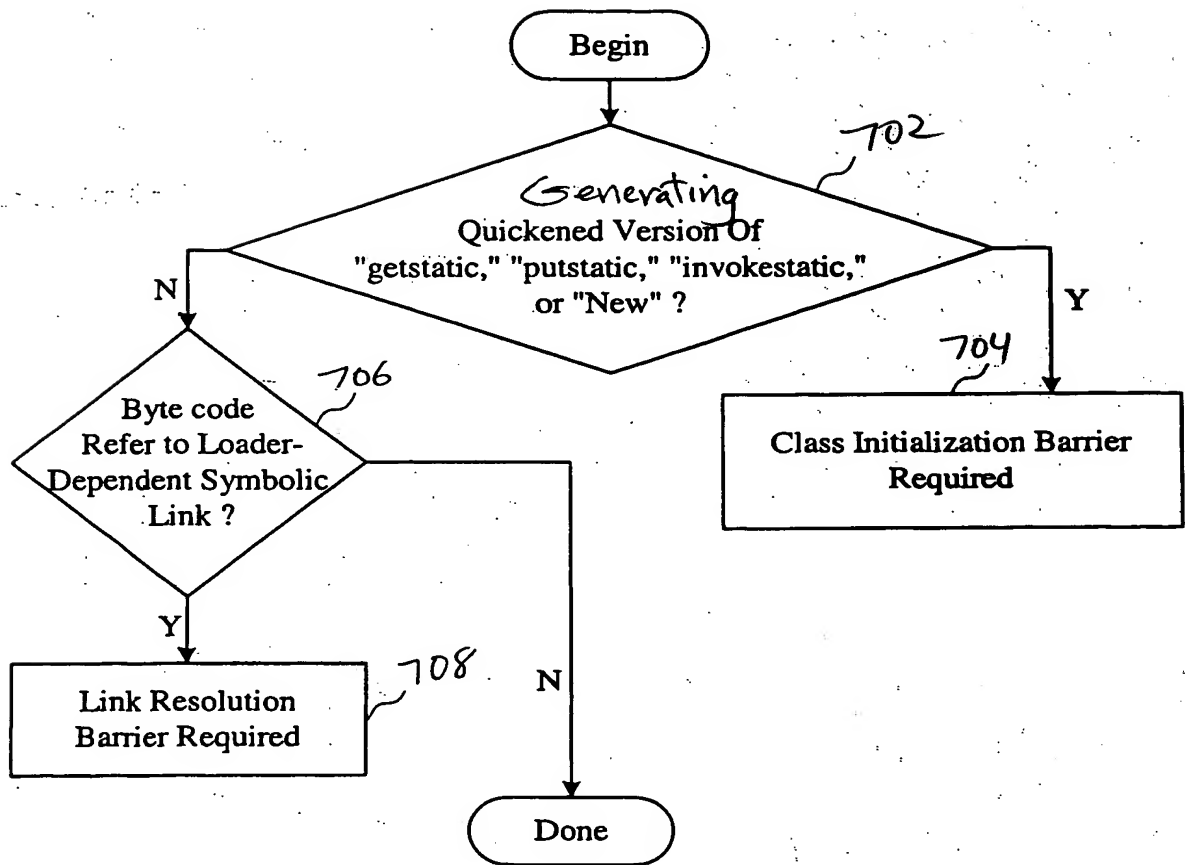 Begin
702
Generating
Quickened Version Of
"getstatic," "putstatic," "invokestatic,"
or "New" ?
N
Y
704
706
Byte code
Refer to Loader-
Dependent Symbolic
Link ?
Class Initialization Barrier
Required
Y
708
N
Link Resolution
Barrier Required
Done